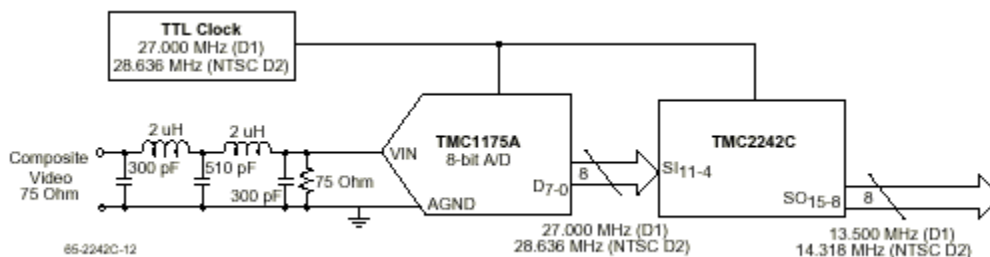 TTL Clock
27.000 MHz (D1)
28.636 MHz (NTSC D2)
2 uH
2 uH
TMC1175A
8-bit A/D
TMC2242C
Composite
Video
75 Ohm
300 pF
510 pF
300 pF
75 Ohm
VIN
AGND
D7-0
8
SI11-4
SO15-8
8
27.000 MHz (D1)
28.636 MHz (NTSC D2)
13.500 MHz (D1)
14.318 MHz (NTSC D2)
65-2242C-12